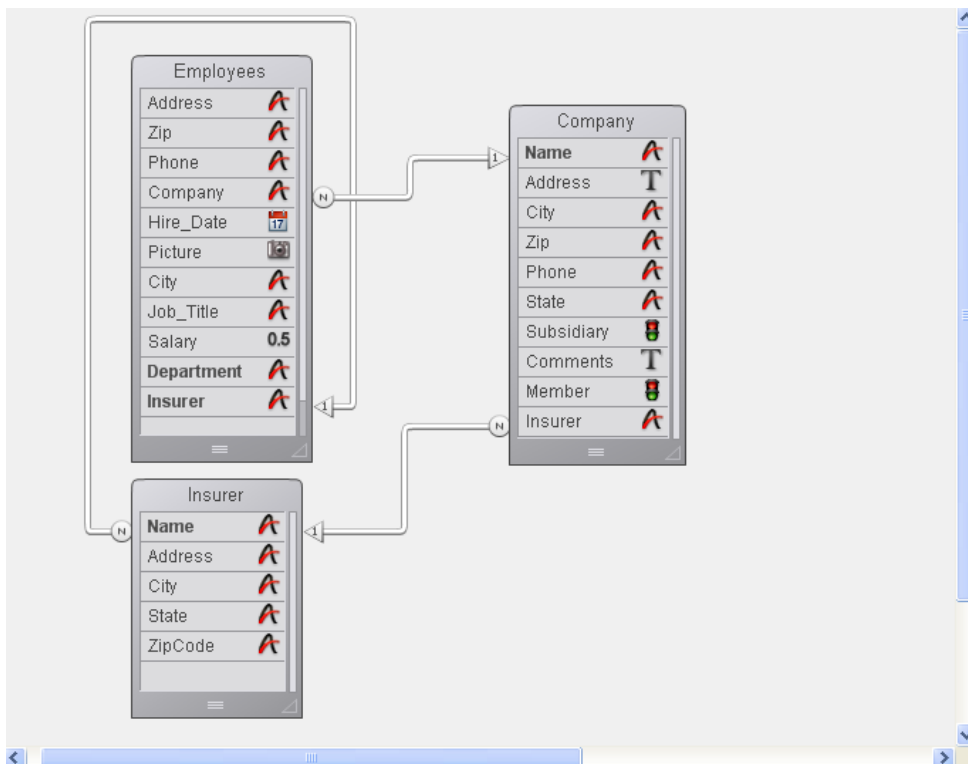 Employees
Address
Zip
Phone
Company
Hire_Date
17
Picture
City
Job_Title
Salary 0.5
Department
Insurer
N
1
1
Company
Name
Address T
City
Zip
Phone
State
Subsidiary
Comments T
Member
Insurer
N
Insurer
Name
Address
City
State
ZipCode
N
1